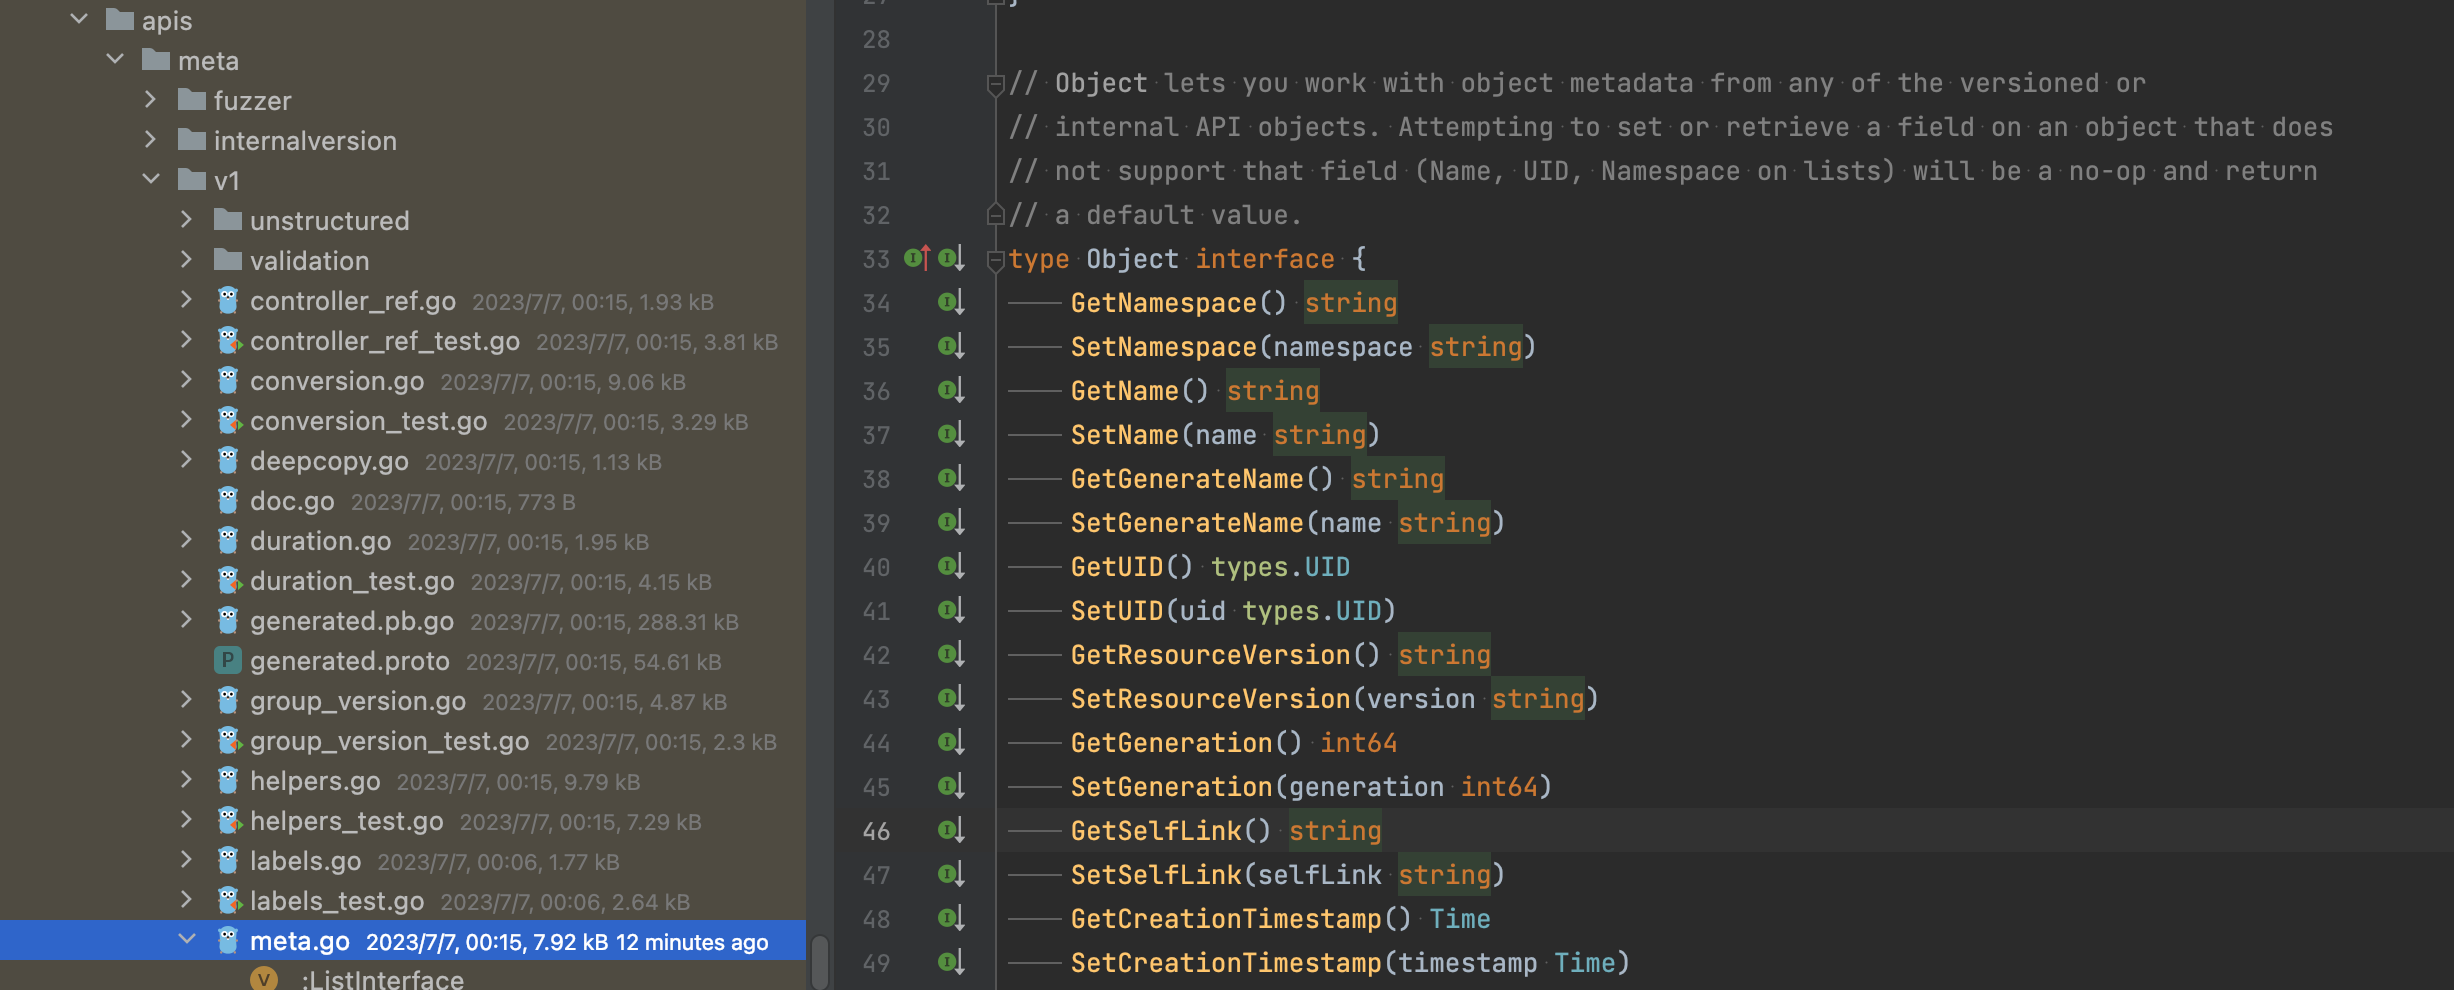 apis
meta
fuzzer
internalversion
v1
unstructured
validation
controller_ref.go 2023/7/7, 00:15, 1.93 kB
controller_ref_test.go 2023/7/7, 00:15, 3.81 kB
conversion.go 2023/7/7, 00:15, 9.06 kB
conversion_test.go 2023/7/7, 00:15, 3.29 kB
deepcopy.go 2023/7/7, 00:15, 1.13 kB
doc.go 2023/7/7, 00:15, 773 B
duration.go 2023/7/7, 00:15, 1.95 kB
duration_test.go 2023/7/7, 00:15, 4.15 kB
generated.pb.go 2023/7/7, 00:15, 288.31 kB
P generated.proto 2023/7/7, 00:15, 54.61 kB
group_version.go 2023/7/7, 00:15, 4.87 kB
group_version_test.go 2023/7/7, 00:15, 2.3 kB
helpers.go 2023/7/7, 00:15, 9.79 kB
helpers_test.go 2023/7/7, 00:15, 7.29 kB
labels.go 2023/7/7, 00:06, 1.77 kB
labels_test.go 2023/7/7, 00:06, 2.64 kB
meta.go 2023/7/7, 00:15, 7.92 kB 12 minutes ago
V _:ListInterface
27 }
28
29 // Object lets you work with object metadata from any of the versioned or
30 // internal API objects. Attempting to set or retrieve a field on an object that does
31 // not support that field (Name, UID, Namespace on lists) will be a no-op and return
32 // a default value.
33 type Object interface {
34 GetNamespace() string
35 SetNamespace(namespace string)
36 GetName() string
37 SetName(name string)
38 GetGenerateName() string
39 SetGenerateName(name string)
40 GetUID() types.UID
41 SetUID(uid types.UID)
42 GetResourceVersion() string
43 SetResourceVersion(version string)
44 GetGeneration() int64
45 SetGeneration(generation int64)
46 GetSelfLink() string
47 SetSelfLink(selfLink string)
48 GetCreationTimestamp() Time
49 SetCreationTimestamp(timestamp Time)